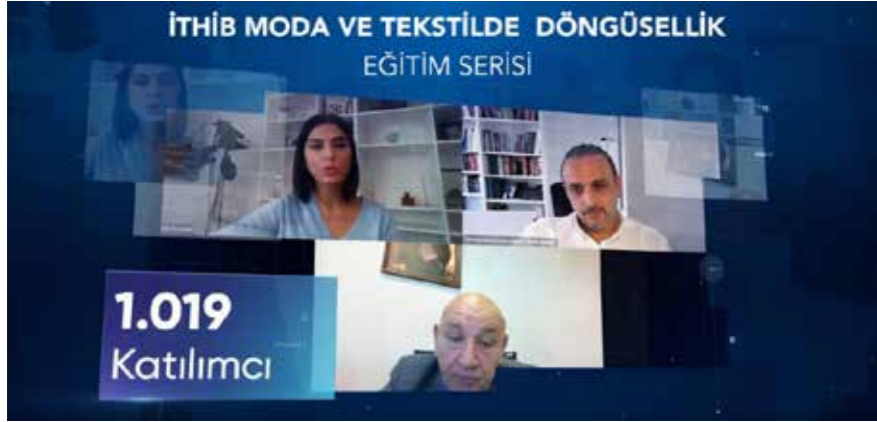 İTHİB MODA VE TEKSTİLDE DÖNGÜSELLİK
EĞİTİM SERİSİ
1.019
Katılımcı